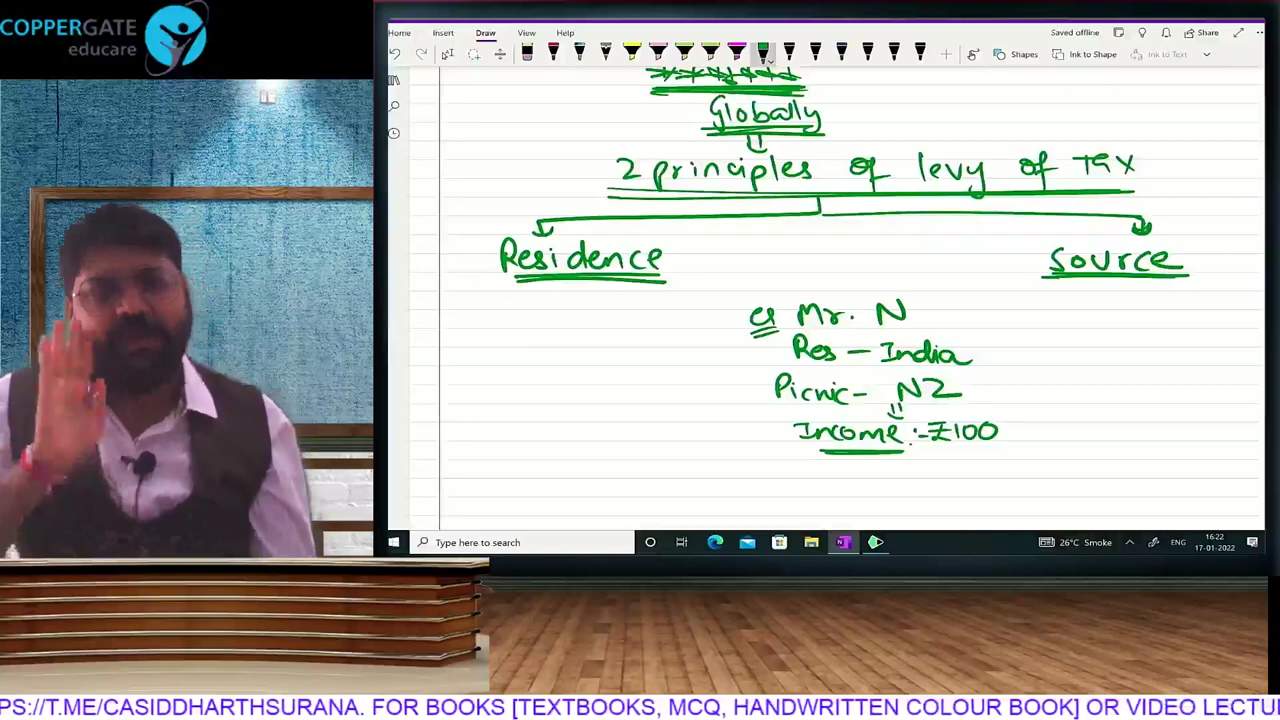 COPPERGATE
educare
Home Insert Draw View Help
Saved offline
Share
Shapes
Ink to Shape
Ink to Text
Globally
2 principles of levy of Tax
Residence
Source
eg Mr. N
Res - India
Picnic - NZ
Income :- ₹100
Type here to search
26°C Smoke
ENG
16:22
17-01-2022
PS://T.ME/CASIDDHARTHSURANA. FOR BOOKS [TEXTBOOKS, MCQ, HANDWRITTEN COLOUR BOOK] OR VIDEO LECTU